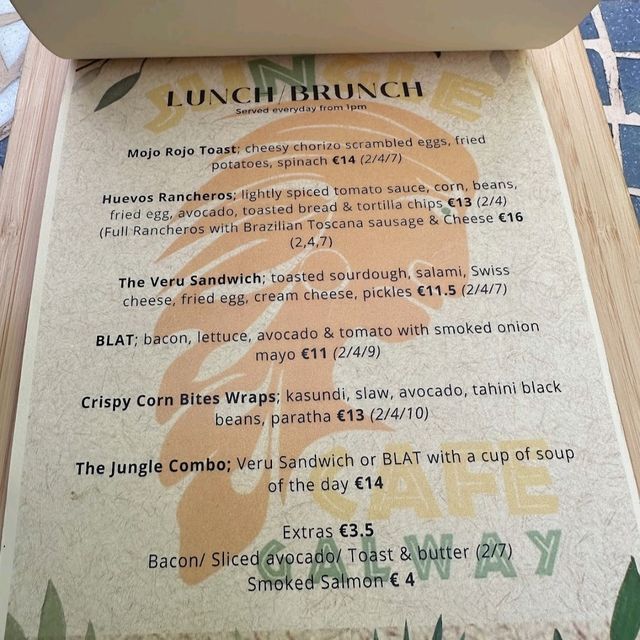 JUNGLE
LUNCH/BRUNCH
Served everyday from 1pm
Mojo Rojo Toast; cheesy chorizo scrambled eggs, fried
potatoes, spinach €14 (2/4/7)
Huevos Rancheros; lightly spiced tomato sauce, corn, beans,
fried egg, avocado, toasted bread & tortilla chips €13 (2/4)
(Full Rancheros with Brazilian Toscana sausage & Cheese €16
(2,4,7)
The Veru Sandwich; toasted sourdough, salami, Swiss
cheese, fried egg, cream cheese, pickles €11.5 (2/4/7)
BLAT; bacon, lettuce, avocado & tomato with smoked onion
mayo €11 (2/4/9)
Crispy Corn Bites Wraps; kasundi, slaw, avocado, tahini black
beans, paratha €13 (2/4/10)
The Jungle Combo; Veru Sandwich or BLAT with a cup of soup
of the day €14
CAFE
Extras €3.5
Bacon/ Sliced avocado/ Toast & butter (2/7)
GALWAY
Smoked Salmon € 4